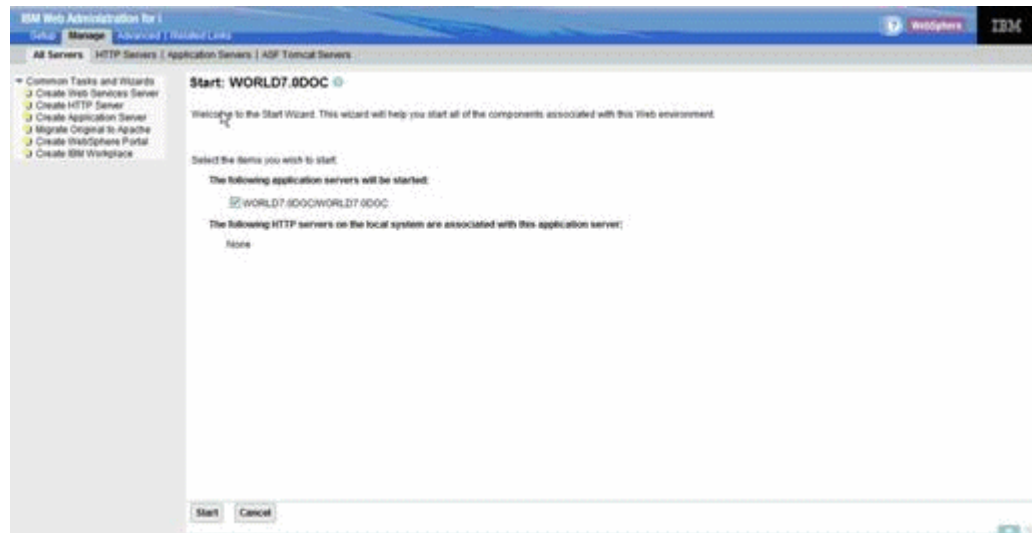 IBM Web Administration for i
Setup | Manage | Advanced | Related Links
WebSphere
IBM
All Servers | HTTP Servers | Application Servers | ASF Tomcat Servers
Common Tasks and Wizards
Create Web Services Server
Create HTTP Server
Create Application Server
Migrate Original to Apache
Create WebSphere Portal
Create IBM Workplace
Start: WORLD7.0DOC
Welcome to the Start Wizard. This wizard will help you start all of the components associated with this Web environment.
Select the items you wish to start.
The following application servers will be started:
WORLD7.0DOC/WORLD7.0DOC
The following HTTP servers on the local system are associated with this application server:
None
Start Cancel